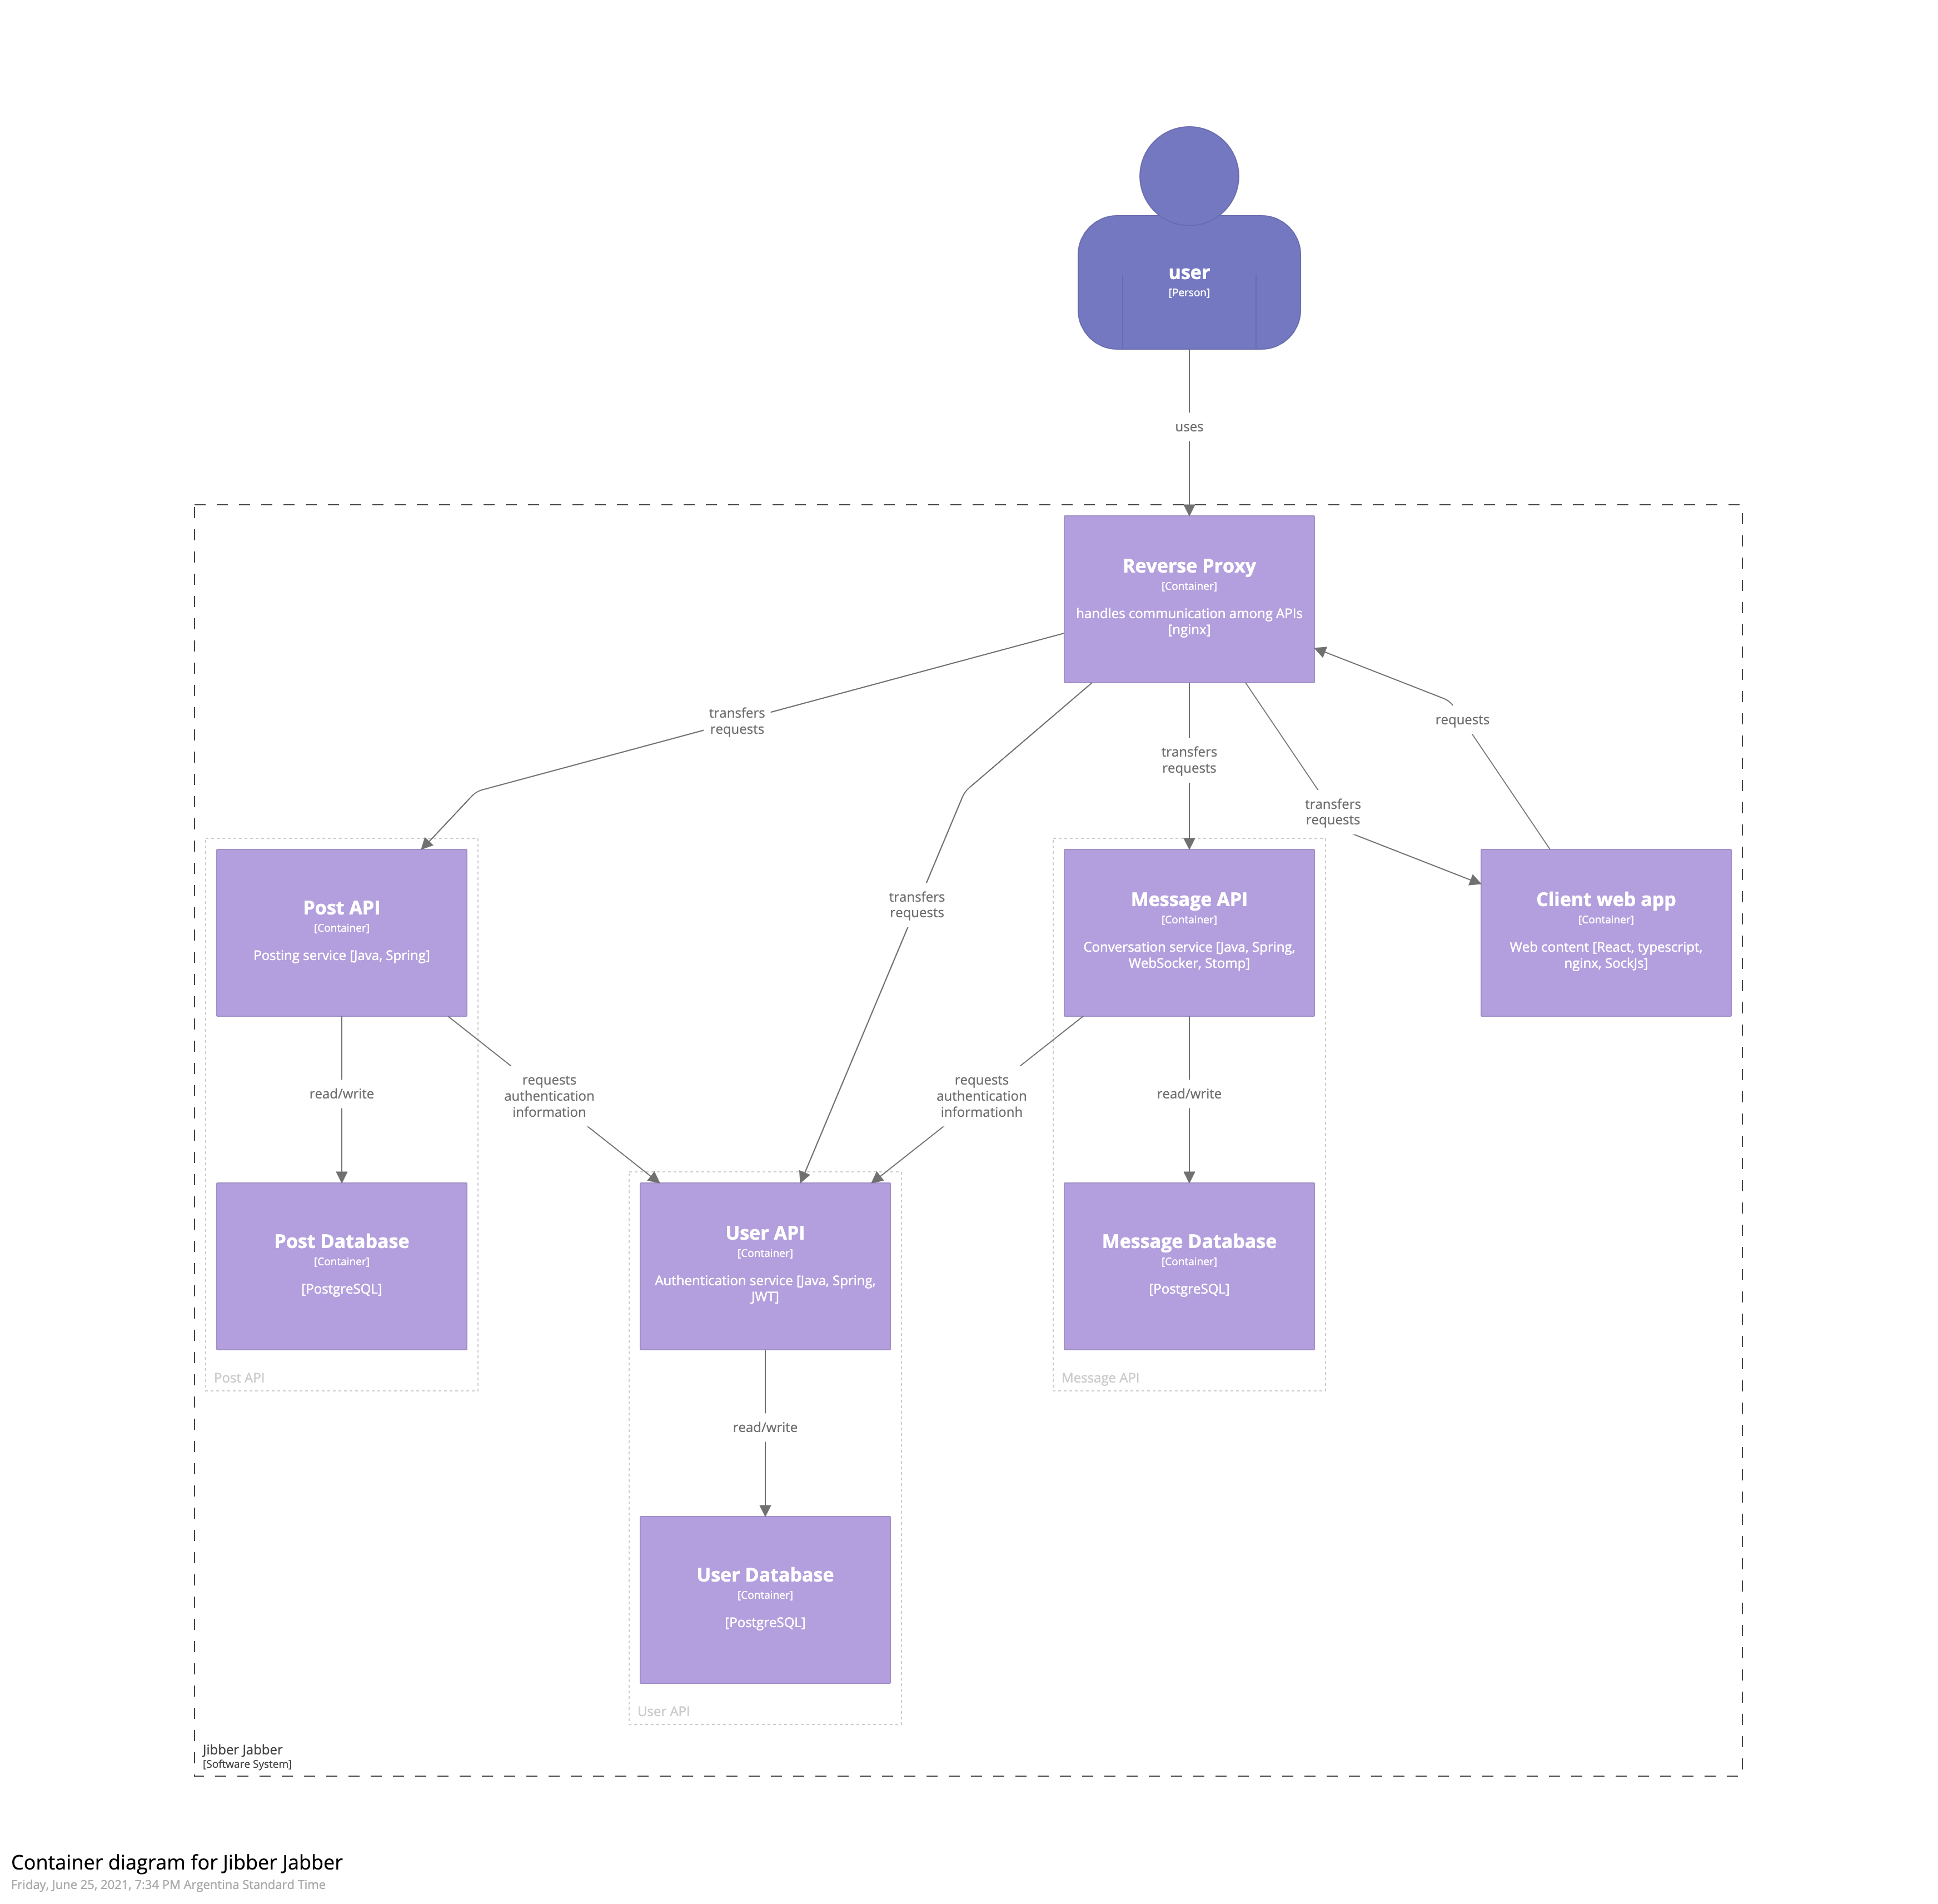 user
[Person]
uses
Reverse Proxy
[Container]
handles communication among APIs
[nginx]
transfers
requests
transfers
requests
transfers
requests
transfers
requests
requests
Post API
[Container]
Posting service [Java, Spring]
Message API
[Container]
Conversation service [Java, Spring,
WebSocker, Stomp]
Client web app
[Container]
Web content [React, typescript,
nginx, SockJs]
read/write
requests
authentication
information
requests
authentication
informationh
read/write
Post Database
[Container]
[PostgreSQL]
Post API
User API
[Container]
Authentication service [Java, Spring,
JWT]
Message Database
[Container]
[PostgreSQL]
Message API
read/write
User Database
[Container]
[PostgreSQL]
User API
Jibber Jabber
[Software System]
Container diagram for Jibber Jabber
Friday, June 25, 2021, 7:34 PM Argentina Standard Time